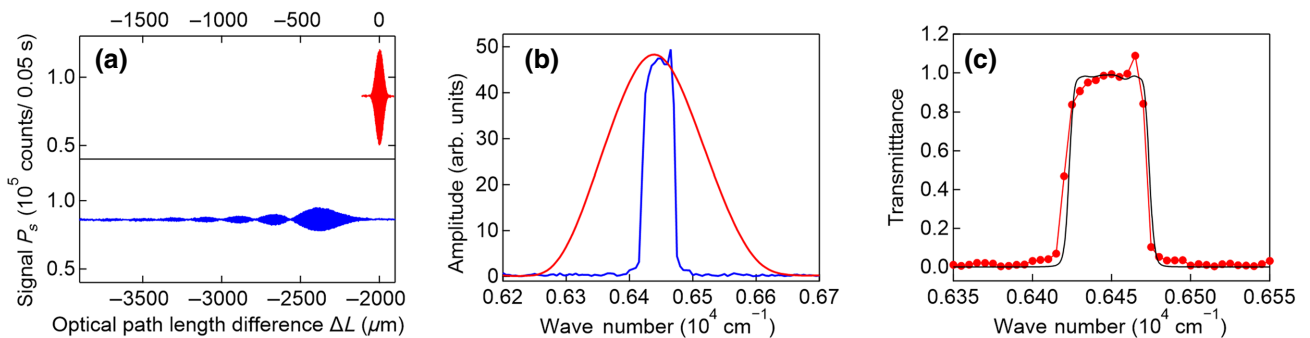 −1500 −1000 −500 0
(a)
1.0
0.5
1.0
0.5
Signal Ps (10^5 counts/ 0.05 s)
−3500 −3000 −2500 −2000
Optical path length difference ΔL (μm)
(b)
50
40
30
20
10
0
Amplitude (arb. units)
0.62 0.63 0.64 0.65 0.66 0.67
Wave number (10^4 cm^−1)
(c)
1.2
1.0
0.8
0.6
0.4
0.2
0.0
Transmitttance
0.635 0.640 0.645 0.650 0.655
Wave number (10^4 cm^−1)